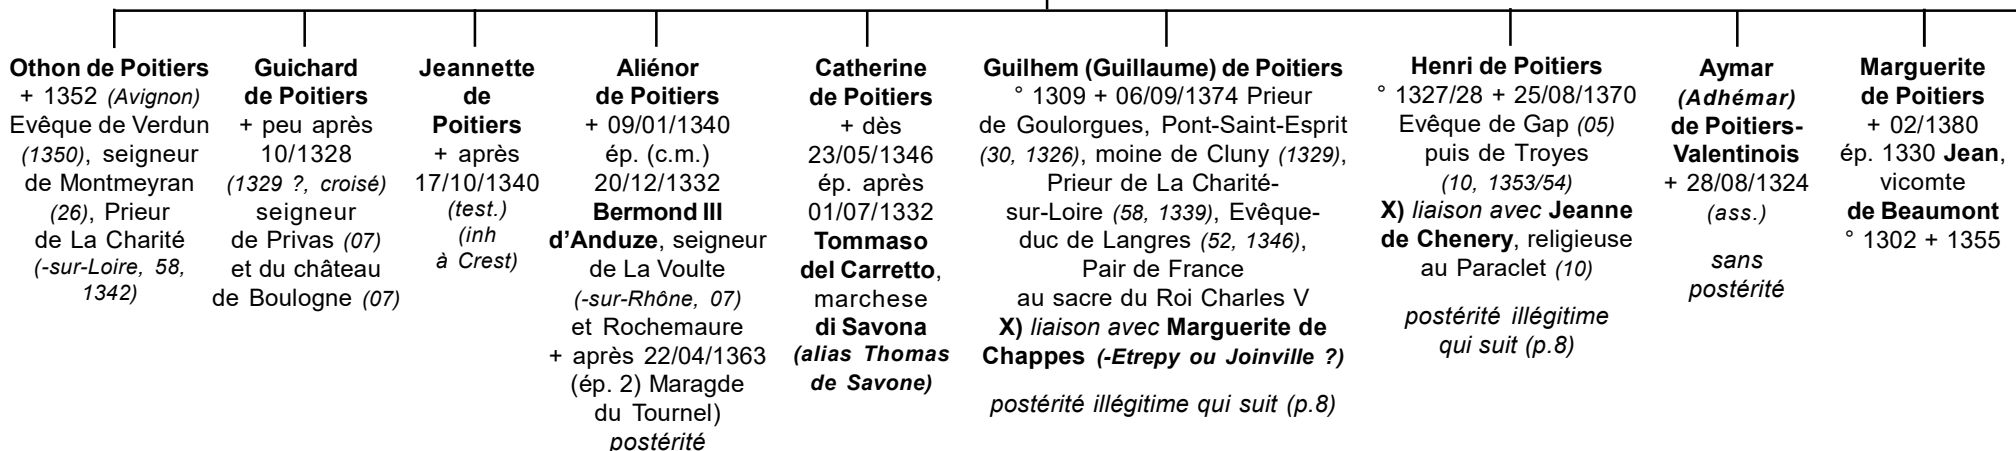 Othon de Poitiers
+ 1352 (Avignon)
Evêque de Verdun
(1350), seigneur
de Montmeyran
(26), Prieur
de La Charité
(-sur-Loire, 58,
1342)
Guichard
de Poitiers
+ peu après
10/1328
(1329 ?, croisé)
seigneur
de Privas (07)
et du château
de Boulogne (07)
Jeannette
de
Poitiers
+ après
17/10/1340
(test.)
(inh
à Crest)
Aliénor
de Poitiers
+ 09/01/1340
ép. (c.m.)
20/12/1332
Bermond III
d’Anduze, seigneur
de La Voulte
(-sur-Rhône, 07)
et Rochemaure
+ après 22/04/1363
(ép. 2) Maragde
du Tournel)
postérité
Catherine
de Poitiers
+ dès
23/05/1346
ép. après
01/07/1332
Tommaso
del Carretto,
marchese
di Savona
(alias Thomas
de Savone)
Guilhem (Guillaume) de Poitiers
° 1309 + 06/09/1374 Prieur
de Goulorgues, Pont-Saint-Esprit
(30, 1326), moine de Cluny (1329),
Prieur de La Charité-
sur-Loire (58, 1339), Evêque-
duc de Langres (52, 1346),
Pair de France
au sacre du Roi Charles V
X) liaison avec Marguerite de
Chappes (-Etrepy ou Joinville ?)
postérité illégitime qui suit (p.8)
Henri de Poitiers
° 1327/28 + 25/08/1370
Evêque de Gap (05)
puis de Troyes
(10, 1353/54)
X) liaison avec Jeanne
de Chenery, religieuse
au Paraclet (10)
postérité illégitime
qui suit (p.8)
Aymar
(Adhémar)
de Poitiers-
Valentinois
+ 28/08/1324
(ass.)
sans
postérité
Marguerite
de Poitiers
+ 02/1380
ép. 1330 Jean,
vicomte
de Beaumont
° 1302 + 1355